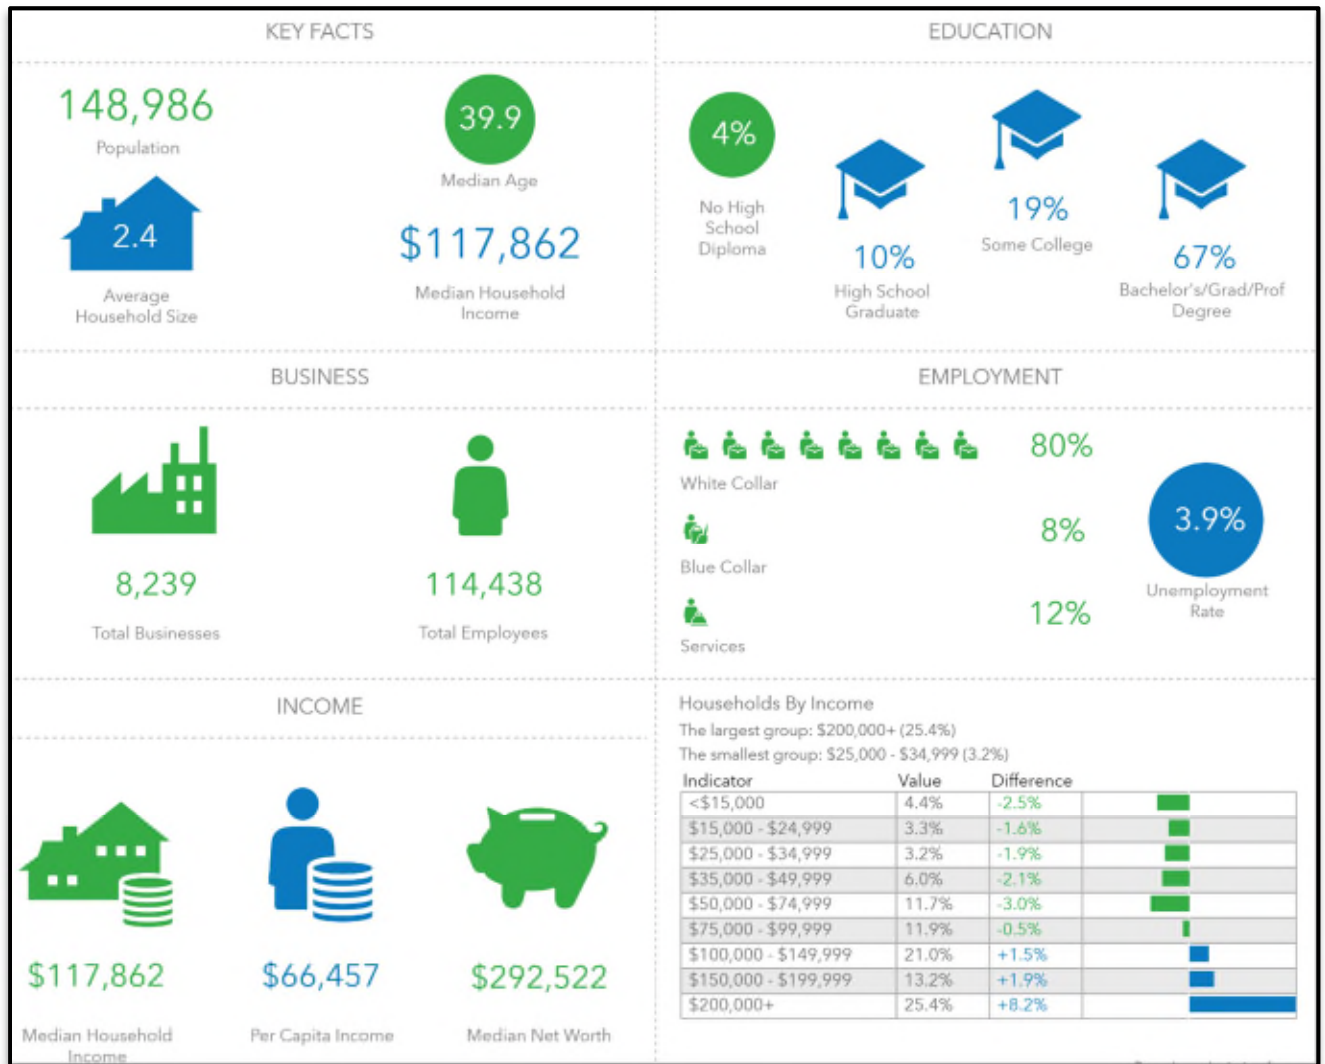 KEY FACTS
148,986
Population
39.9
Median Age
2.4
Average
Household Size
$117,862
Median Household
Income
EDUCATION
4%
No High
School
Diploma
10%
High School
Graduate
19%
Some College
67%
Bachelor's/Grad/Prof
Degree
BUSINESS
8,239
Total Businesses
114,438
Total Employees
EMPLOYMENT
80%
White Collar
8%
Blue Collar
12%
Services
3.9%
Unemployment
Rate
INCOME
$117,862
Median Household
Income
$66,457
Per Capita Income
$292,522
Median Net Worth
Households By Income
The largest group: $200,000+ (25.4%)
The smallest group: $25,000 - $34,999 (3.2%)
Indicator Value Difference
<$15,000 4.4% -2.5%
$15,000 - $24,999 3.3% -1.6%
$25,000 - $34,999 3.2% -1.9%
$35,000 - $49,999 6.0% -2.1%
$50,000 - $74,999 11.7% -3.0%
$75,000 - $99,999 11.9% -0.5%
$100,000 - $149,999 21.0% +1.5%
$150,000 - $199,999 13.2% +1.9%
$200,000+ 25.4% +8.2%